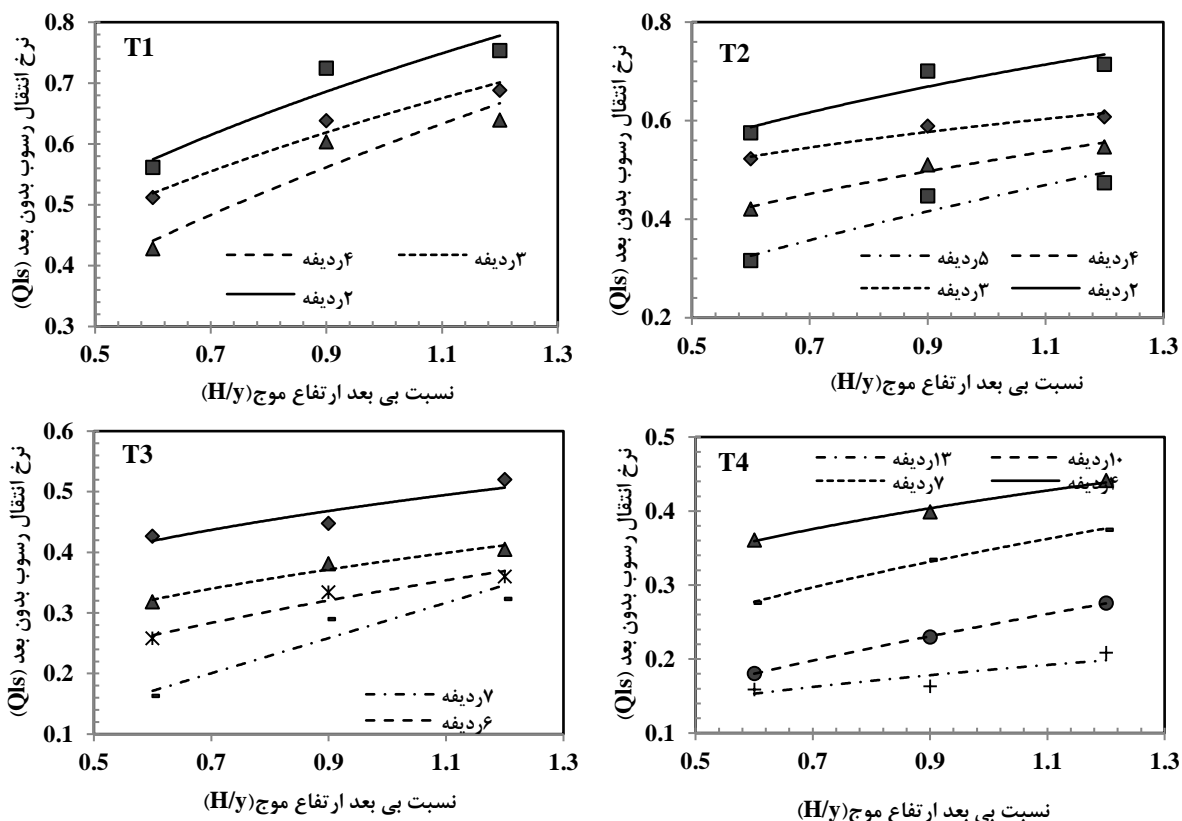 T1
نرخ انتقال رسوب بدون بعد (Qls)
0.8
0.7
0.6
0.5
0.4
0.3
۴ردیفه
۳ردیفه
۲ردیفه
0.5 0.7 0.9 1.1 1.3
نسبت بی بعد ارتفاع موج(H/y)
T2
نرخ انتقال رسوب بدون بعد (Qls)
0.8
0.6
0.4
0.2
۵ردیفه
۴ردیفه
۳ردیفه
۲ردیفه
0.5 0.7 0.9 1.1 1.3
نسبت بی بعد ارتفاع موج(H/y)
T3
نرخ انتقال رسوب بدون بعد (Qls)
0.6
0.5
0.4
0.3
0.2
0.1
۷ردیفه
۶ردیفه
0.5 0.7 0.9 1.1 1.3
نسبت بی بعد ارتفاع موج(H/y)
T4
نرخ انتقال رسوب بدون بعد (Qls)
0.5
0.4
0.3
0.2
0.1
۱۳ردیفه
۱۰ردیفه
۷ردیفه
0.5 0.7 0.9 1.1 1.3
نسبت بی بعد ارتفاع موج(H/y)